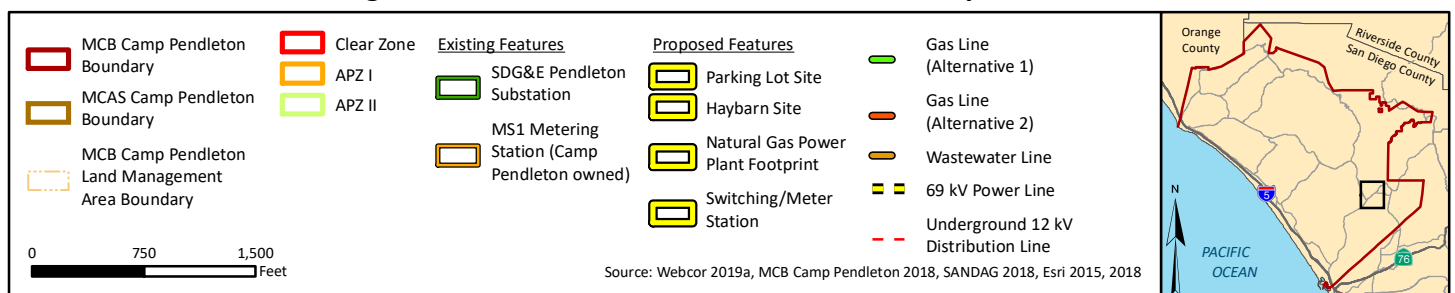 MCB Camp Pendleton
Boundary
MCAS Camp Pendleton
Boundary
MCB Camp Pendleton
Land Management
Area Boundary
Clear Zone
APZ I
APZ II
Existing Features
SDG&E Pendleton
Substation
MS1 Metering
Station (Camp
Pendleton owned)
Proposed Features
Parking Lot Site
Haybarn Site
Natural Gas Power
Plant Footprint
Switching/Meter
Station
Gas Line
(Alternative 1)
Gas Line
(Alternative 2)
Wastewater Line
69 kV Power Line
Underground 12 kV
Distribution Line
0 750 1,500
Feet
Source: Webcor 2019a, MCB Camp Pendleton 2018, SANDAG 2018, Esri 2015, 2018
Orange
County
Riverside County
San Diego County
N
5
76
PACIFIC
OCEAN